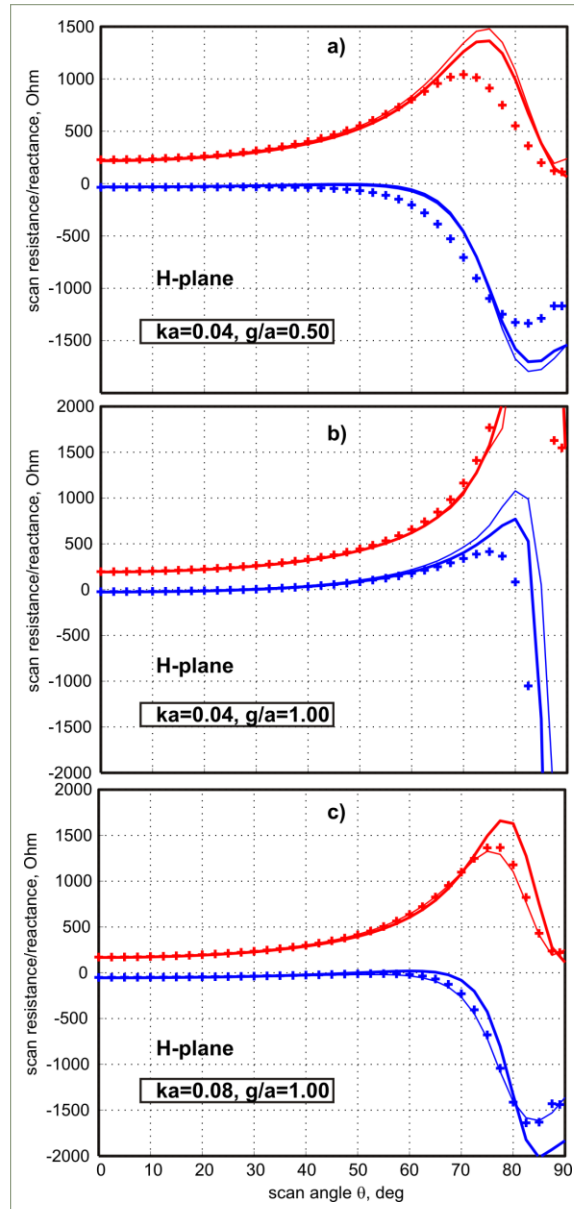 a)
scan resistance/reactance, Ohm
1500
1000
500
0
-500
-1000
-1500
H-plane
ka=0.04, g/a=0.50
b)
scan resistance/reactance, Ohm
2000
1500
1000
500
0
-500
-1000
-1500
-2000
H-plane
ka=0.04, g/a=1.00
c)
scan resistance/reactance, Ohm
2000
1500
1000
500
0
-500
-1000
-1500
-2000
H-plane
ka=0.08, g/a=1.00
0 10 20 30 40 50 60 70 80 90
scan angle θ, deg